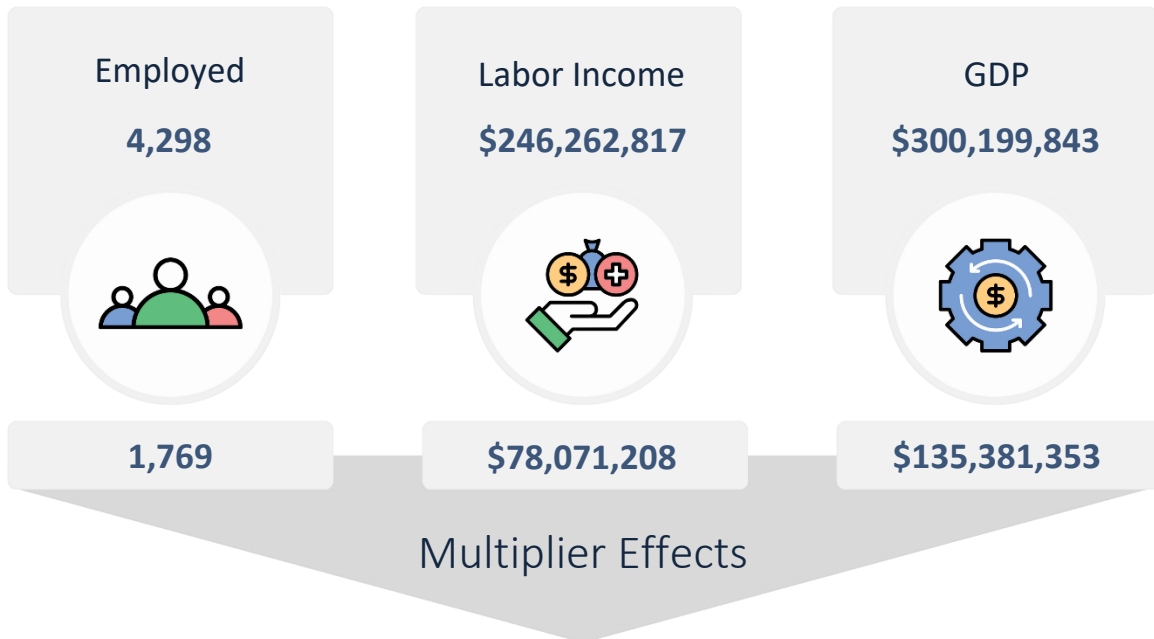 Employed
4,298
Labor Income
$246,262,817
GDP
$300,199,843
1,769
$78,071,208
$135,381,353
Multiplier Effects